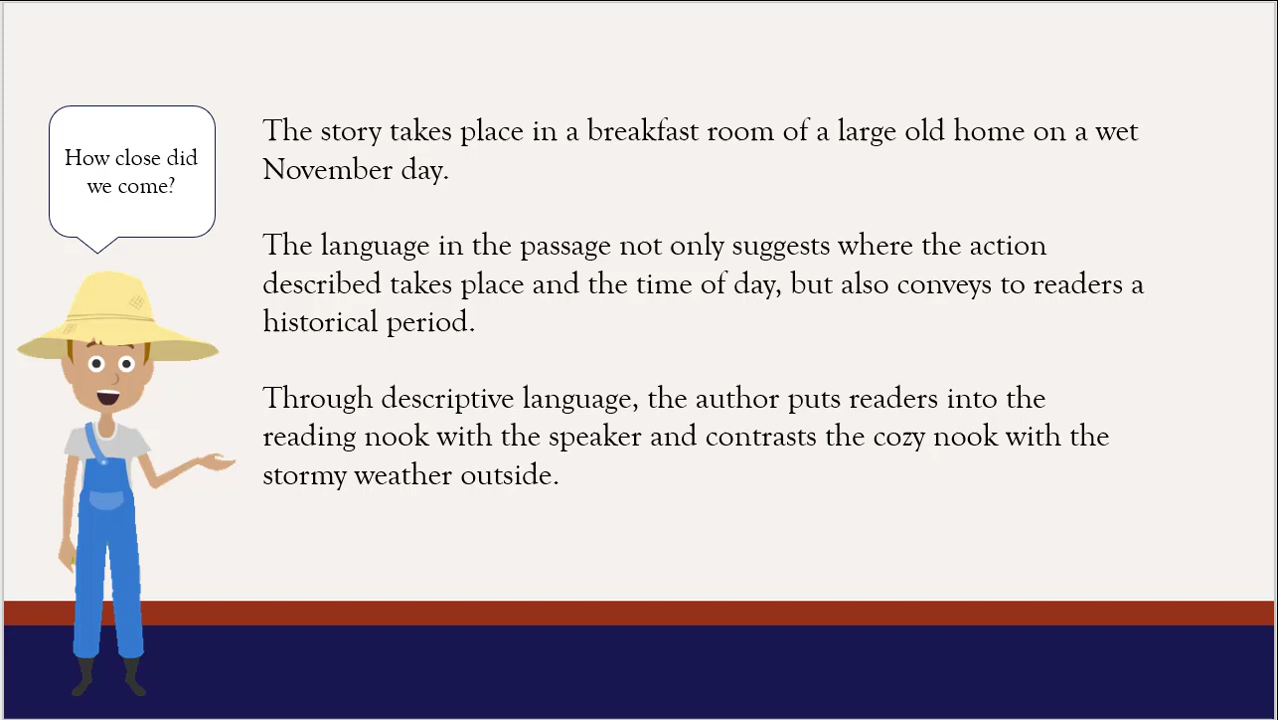 How close did
we come?
The story takes place in a breakfast room of a large old home on a wet
November day.
The language in the passage not only suggests where the action
described takes place and the time of day, but also conveys to readers a
historical period.
Through descriptive language, the author puts readers into the
reading nook with the speaker and contrasts the cozy nook with the
stormy weather outside.